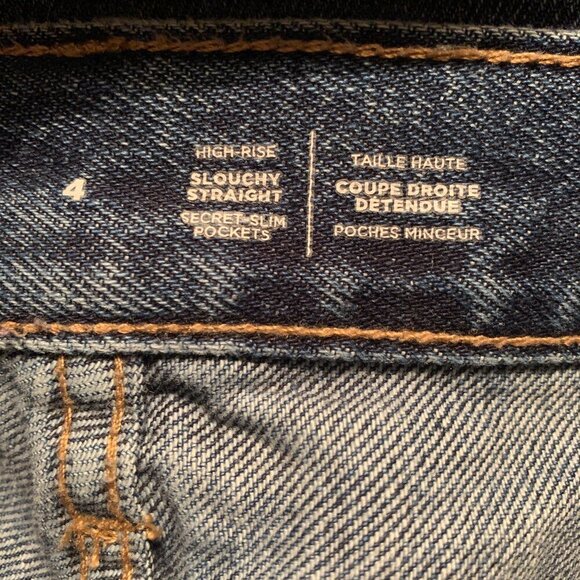 4
HIGH-RISE
SLOUCHY
STRAIGHT
SECRET-SLIM
POCKETS
TAILLE HAUTE
COUPE DROITE
DÉTENDUE
POCHES MINCEUR